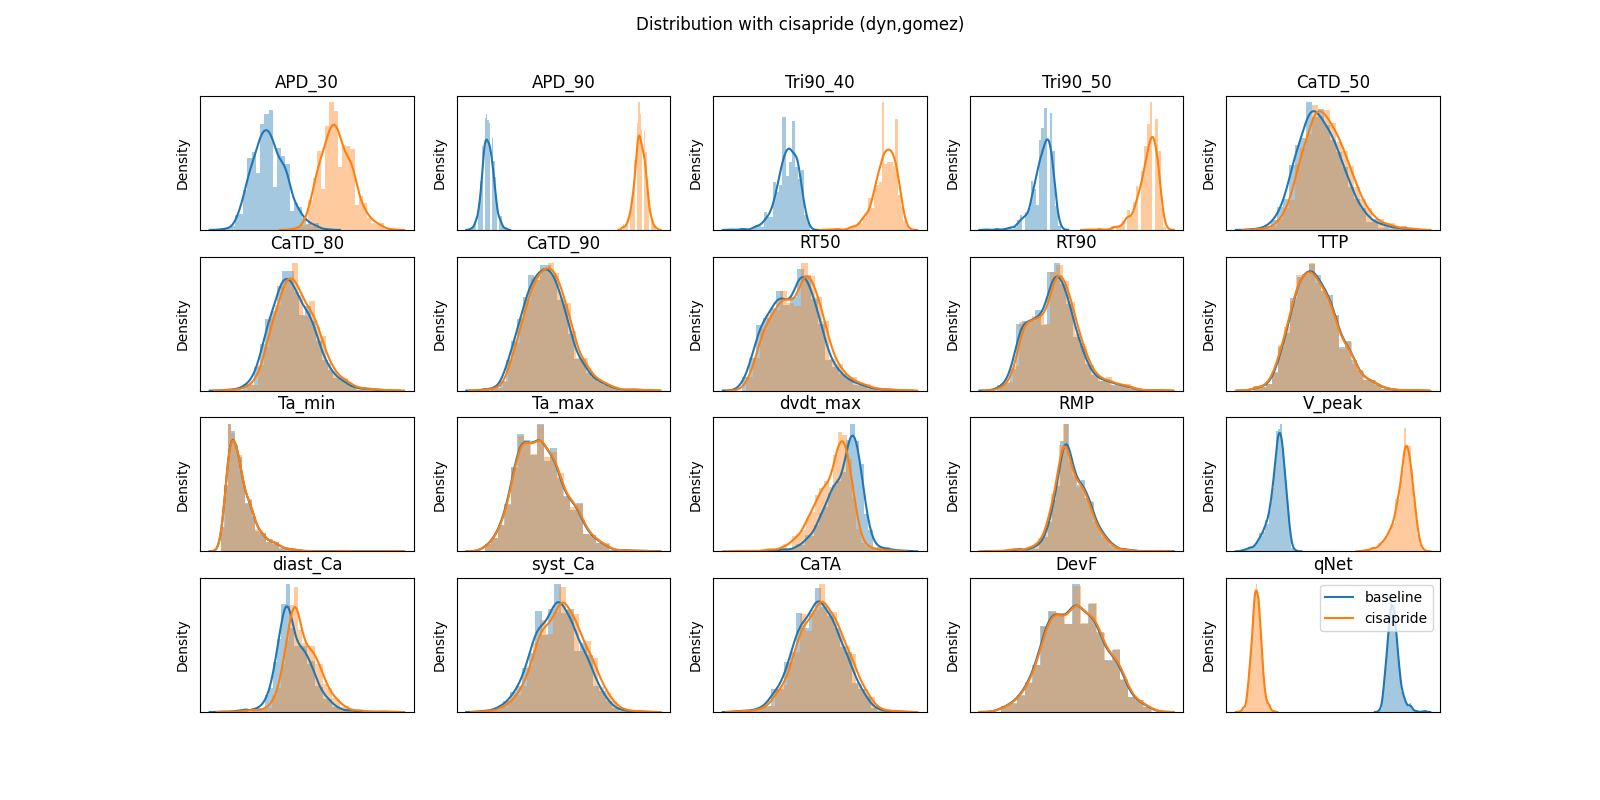 Distribution with cisapride (dyn,gomez)
APD_30
APD_90
Tri90_40
Tri90_50
CaTD_50
Density
Density
Density
Density
Density
CaTD_80
CaTD_90
RT50
RT90
TTP
Density
Density
Density
Density
Density
Ta_min
Ta_max
dvdt_max
RMP
V_peak
Density
Density
Density
Density
Density
diast_Ca
syst_Ca
CaTA
DevF
qNet
Density
Density
Density
Density
Density
baseline
cisapride